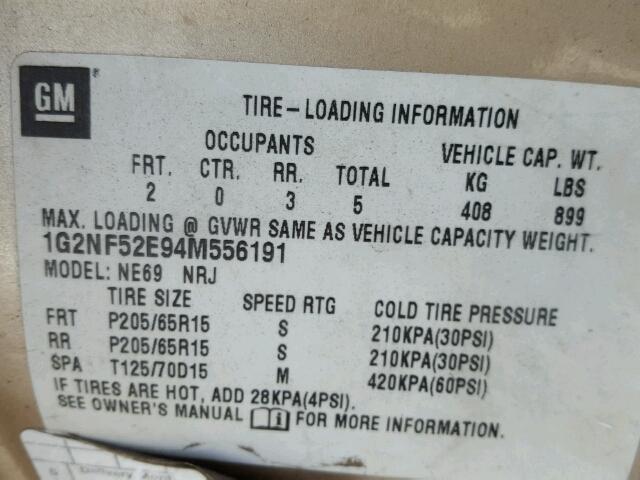 GM
TIRE-LOADING INFORMATION
OCCUPANTS VEHICLE CAP. WT.
FRT. CTR. RR. TOTAL KG LBS
2 0 3 5 408 899
MAX. LOADING @ GVWR SAME AS VEHICLE CAPACITY WEIGHT.
1G2NF52E94M556191
MODEL: NE69 NRJ
TIRE SIZE SPEED RTG COLD TIRE PRESSURE
FRT P205/65R15 S 210KPA(30PSI)
RR P205/65R15 S 210KPA(30PSI)
SPA T125/70D15 M 420KPA(60PSI)
IF TIRES ARE HOT, ADD 28KPA(4PSI).
SEE OWNER'S MANUAL i FOR MORE INFORMATION.
Delivery